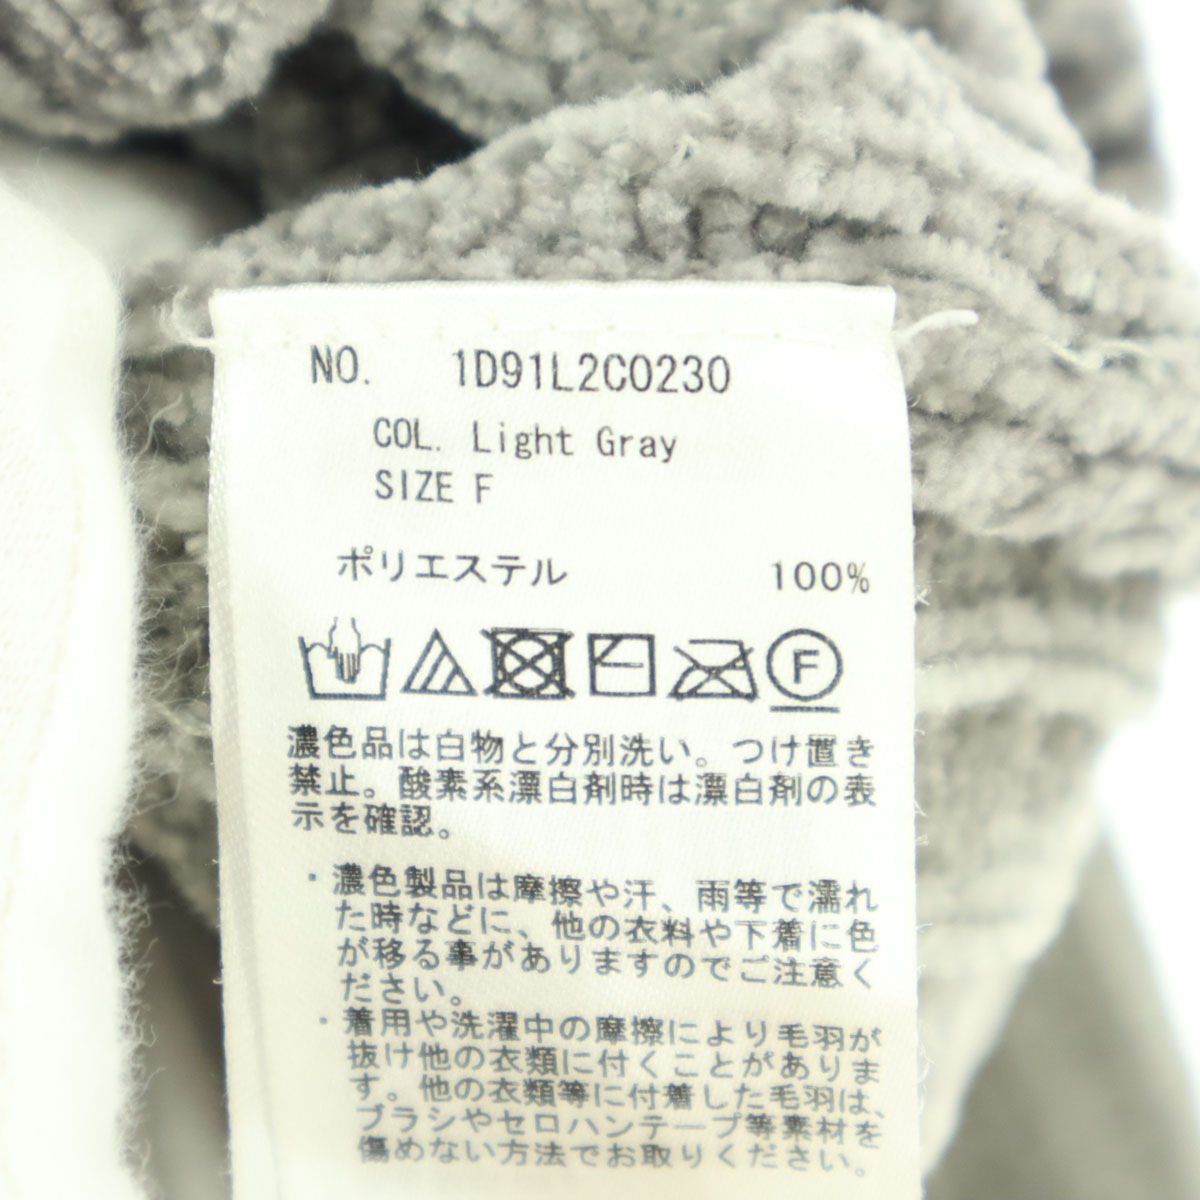 NO. 1D91L2C0230
COL. Light Gray
SIZE F
ポリエステル 100%
F
濃色品は白物と分別洗い。つけ置き
禁止。酸素系漂白剤時は漂白剤の表
示を確認。
・濃色製品は摩擦や汗、雨等で濡れ
た時などに、他の衣料や下着に色
が移る事がありますのでご注意く
ださい。
・着用や洗濯中の摩擦により毛羽が
抜け他の衣類に付くことがありま
す。他の衣類等に付着した毛羽は、
ブラシやセロハンテープ等素材を
傷めない方法でお取りください。